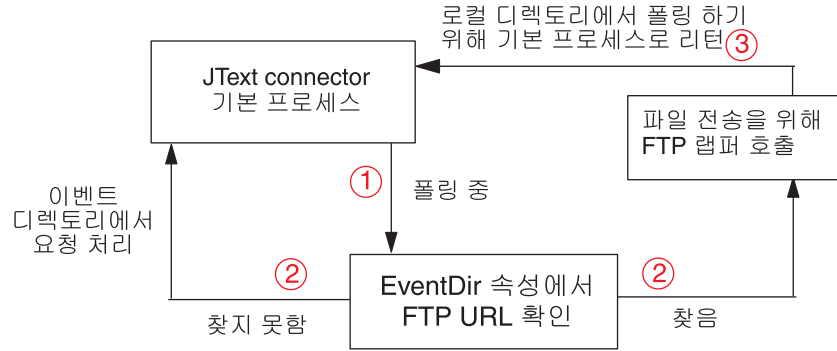 로컬 디렉토리에서 폴링 하기
위해 기본 프로세스로 리턴
③
JText connector
기본 프로세스
파일 전송을 위해
FTP 랩퍼 호출
①
폴링 중
이벤트
디렉토리에서
요청 처리
②
찾지 못함
EventDir 속성에서
FTP URL 확인
②
찾음